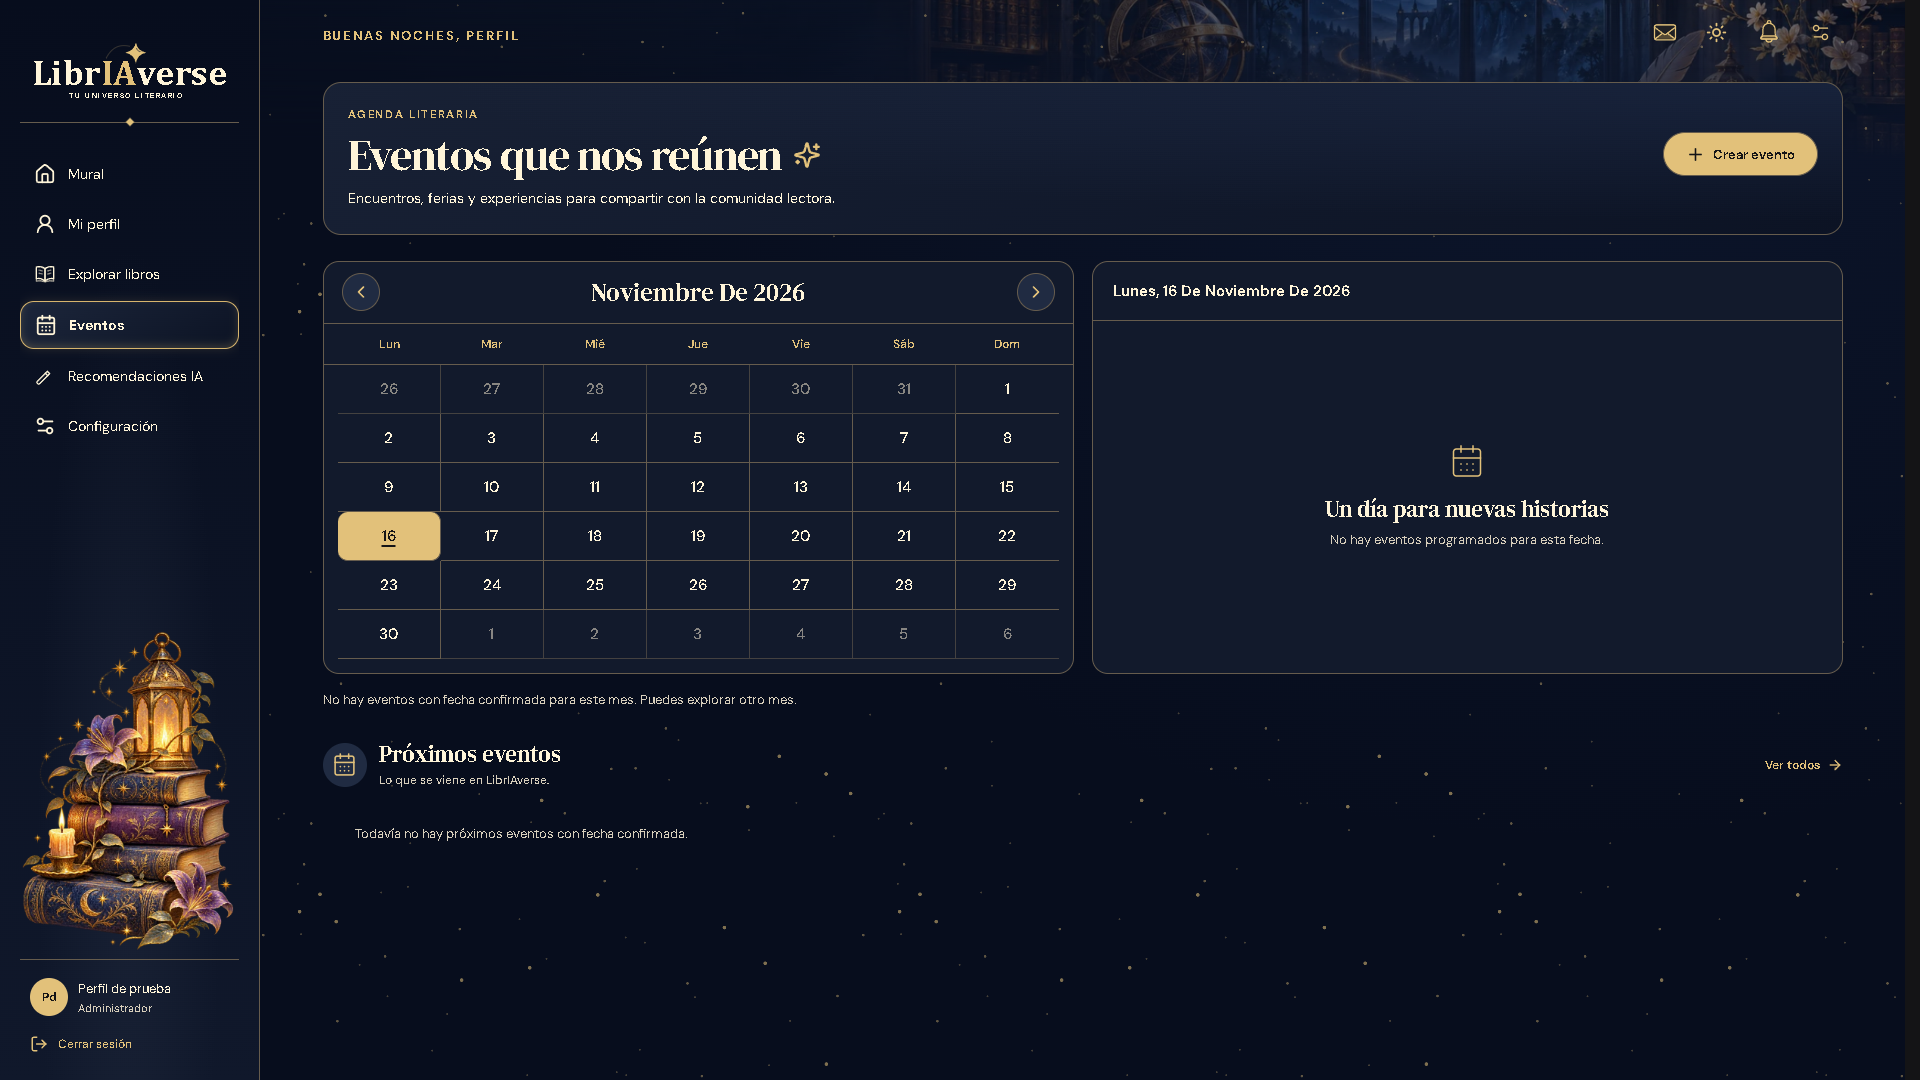 LibrIAverse
TU UNIVERSO LITERARIO
Mural
Mi perfil
Explorar libros
Eventos
Recomendaciones IA
Configuración
Pd
Perfil de prueba
Administrador
Cerrar sesión
BUENAS NOCHES, PERFIL
AGENDA LITERARIA
Eventos que nos reúnen
Encuentros, ferias y experiencias para compartir con la comunidad lectora.
Crear evento
Noviembre De 2026
Lun Mar Mié Jue Vie Sáb Dom
26 27 28 29 30 31 1
2 3 4 5 6 7 8
9 10 11 12 13 14 15
16 17 18 19 20 21 22
23 24 25 26 27 28 29
30 1 2 3 4 5 6
Lunes, 16 De Noviembre De 2026
Un día para nuevas historias
No hay eventos programados para esta fecha.
No hay eventos con fecha confirmada para este mes. Puedes explorar otro mes.
Próximos eventos
Lo que se viene en LibrIAverse.
Ver todos
Todavía no hay próximos eventos con fecha confirmada.